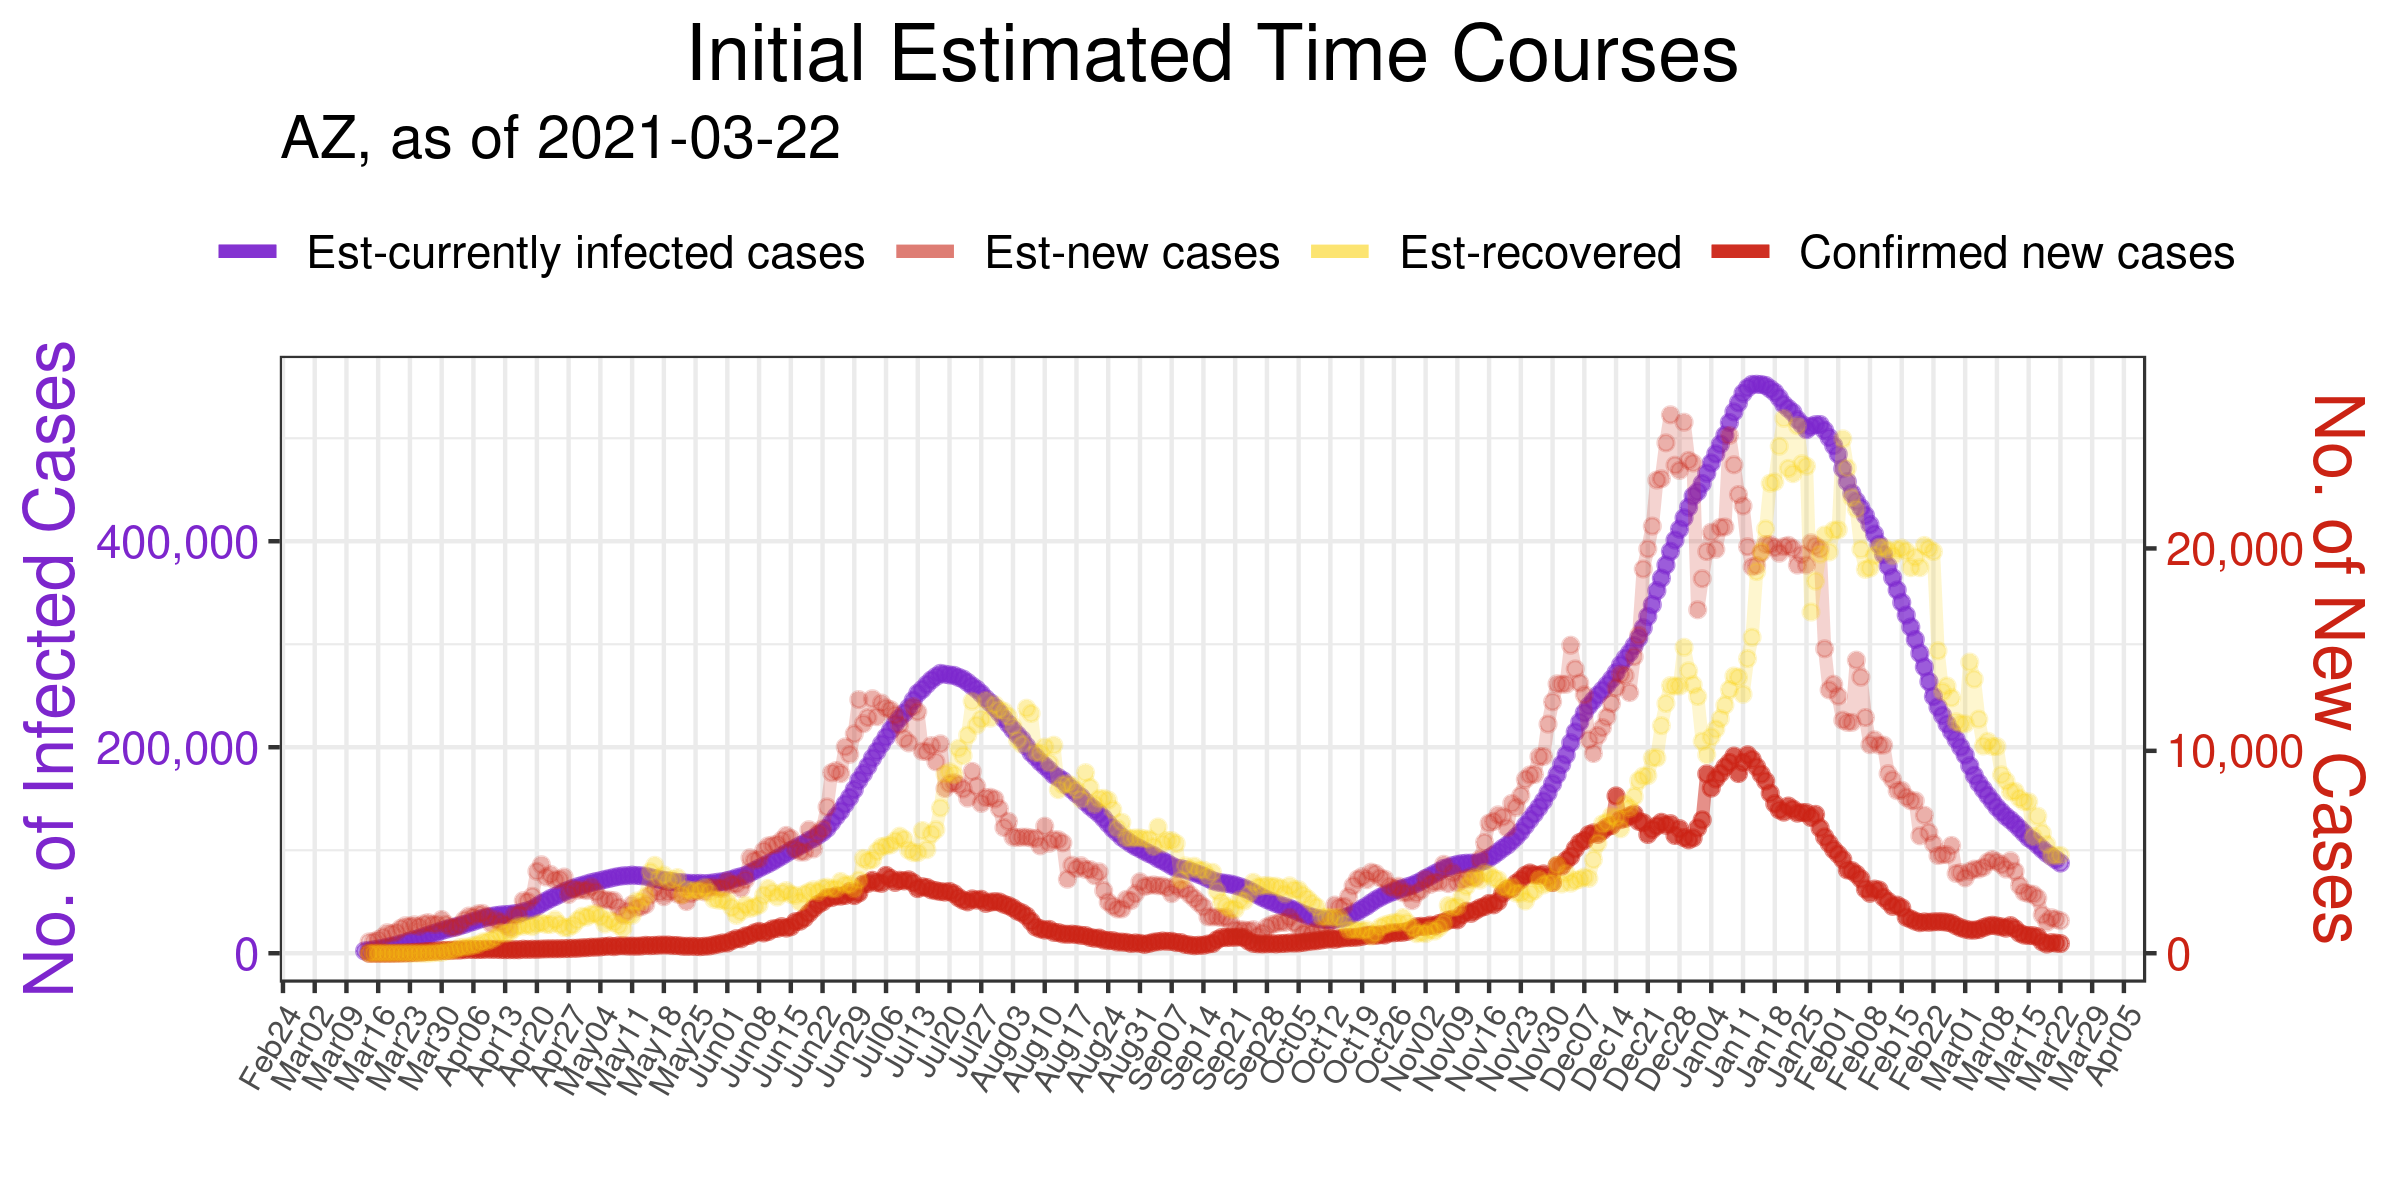 Initial Estimated Time Courses
AZ, as of 2021-03-22
Est-currently infected cases
Est-new cases
Est-recovered
Confirmed new cases
No. of Infected Cases
400,000
200,000
0
No. of New Cases
20,000
10,000
0
Feb24
Mar02
Mar09
Mar16
Mar23
Mar30
Apr06
Apr13
Apr20
Apr27
May04
May11
May18
May25
Jun01
Jun08
Jun15
Jun22
Jun29
Jul06
Jul13
Jul20
Jul27
Aug03
Aug10
Aug17
Aug24
Aug31
Sep07
Sep14
Sep21
Sep28
Oct05
Oct12
Oct19
Oct26
Nov02
Nov09
Nov16
Nov23
Nov30
Dec07
Dec14
Dec21
Dec28
Jan04
Jan11
Jan18
Jan25
Feb01
Feb08
Feb15
Feb22
Mar01
Mar08
Mar15
Mar22
Mar29
Apr05